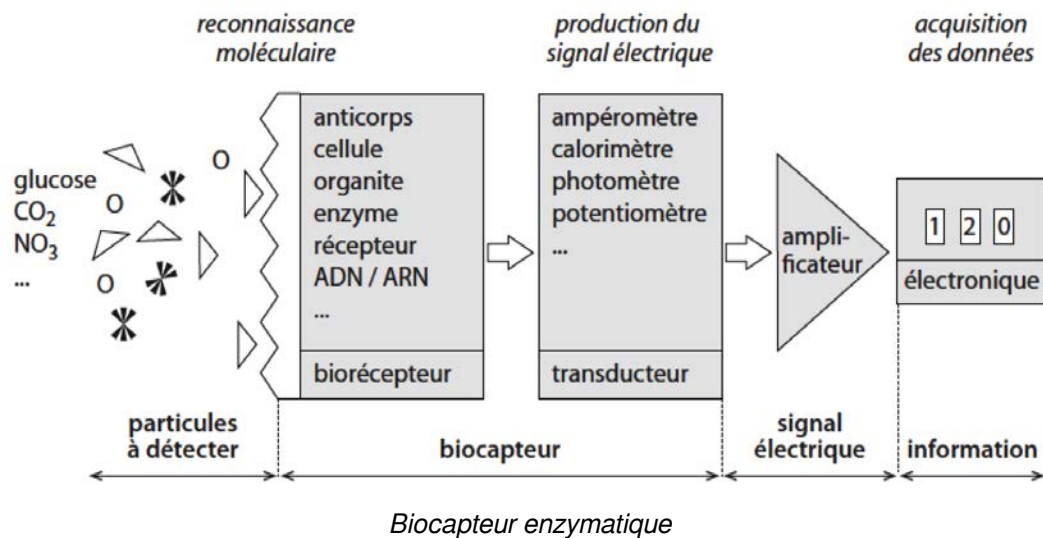 reconnaissance
moléculaire
production du
signal électrique
acquisition
des données
glucose
CO₂
NO₃
...
O
O
O
anticorps
cellule
organite
enzyme
récepteur
ADN / ARN
...
biorécepteur
ampéromètre
calorimètre
photomètre
potentiomètre
...
transducteur
ampli-
ficateur
1 2 0
électronique
particules
à détecter
biocapteur
signal
électrique
information
Biocapteur enzymatique